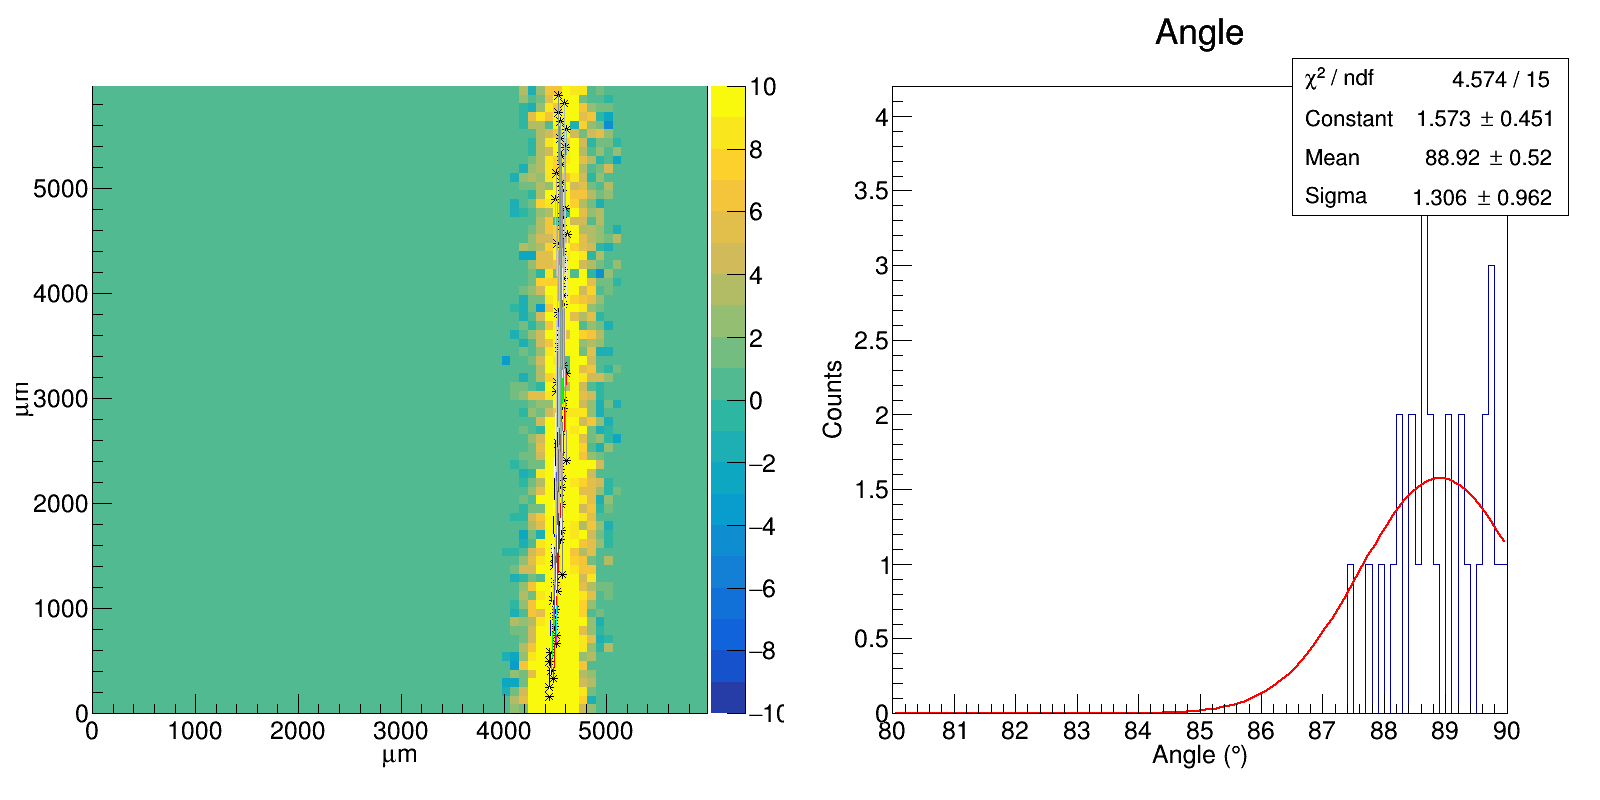 Angle
χ² / ndf 4.574 / 15
Constant 1.573 ± 0.451
Mean 88.92 ± 0.52
Sigma 1.306 ± 0.962
5000
4000
3000
2000
1000
0
μm
0 1000 2000 3000 4000 5000
μm
10
8
6
4
2
0
−2
−4
−6
−8
−10
4
3.5
3
2.5
2
1.5
1
0.5
0
Counts
80 81 82 83 84 85 86 87 88 89 90
Angle (°)